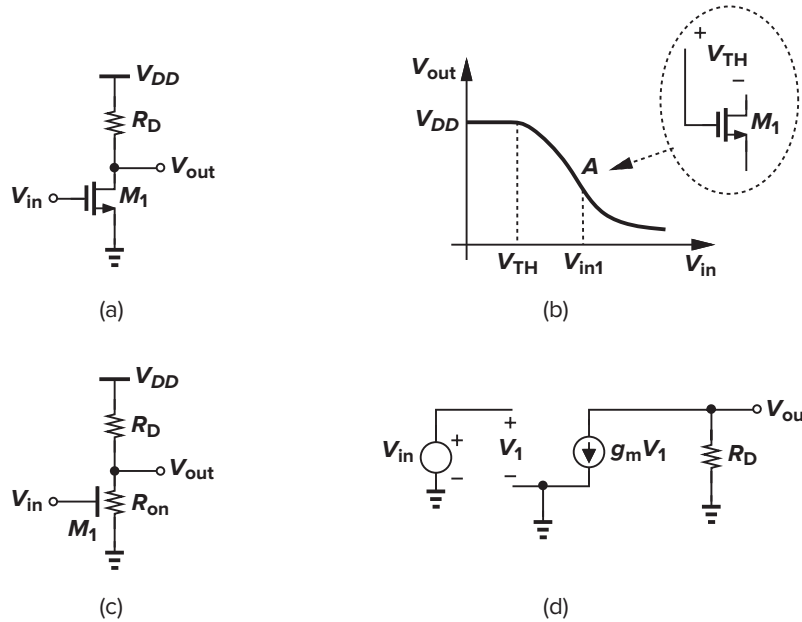 V_DD
R_D
V_out
V_in
M_1
(a)
V_out
V_DD
A
V_TH
V_in1
V_in
+
V_TH
−
M_1
(b)
V_DD
R_D
V_out
V_in
R_on
M_1
(c)
V_in
+
−
+
V_1
−
g_mV_1
V_ou
R_D
(d)